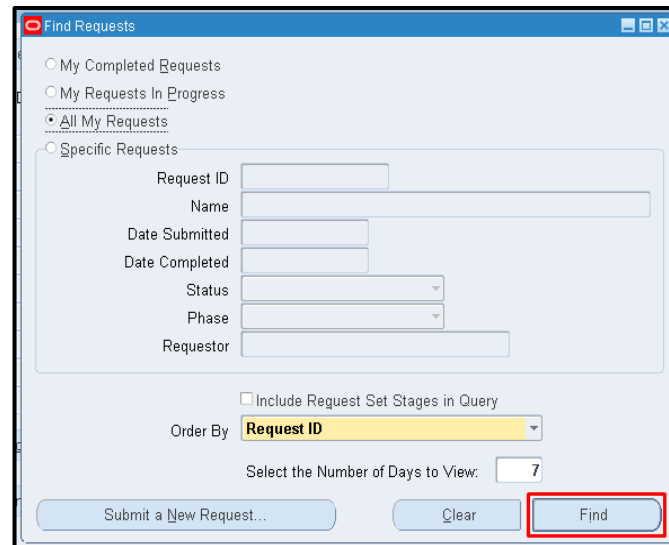 Find Requests
My Completed Requests
My Requests In Progress
All My Requests
Specific Requests
Request ID
Name
Date Submitted
Date Completed
Status
Phase
Requestor
Include Request Set Stages in Query
Order By Request ID
Select the Number of Days to View: 7
Submit a New Request... Clear Find